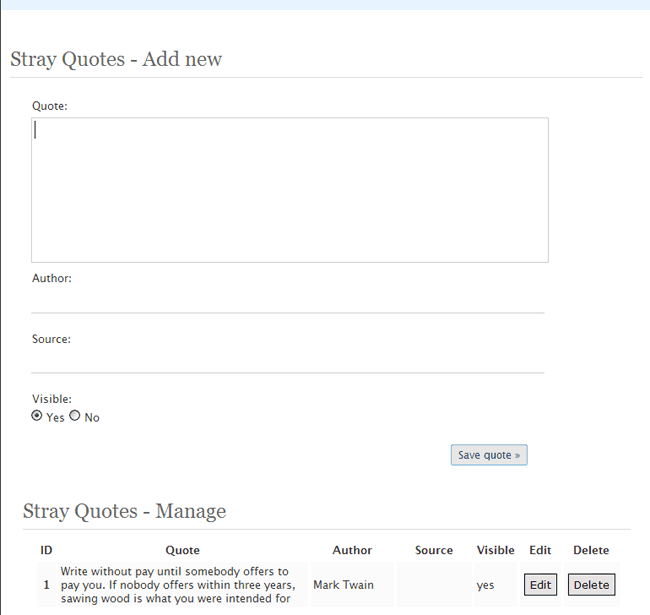 Stray Quotes - Add new
Quote:
Author:
Source:
Visible:
Yes No
Save quote »
Stray Quotes - Manage
ID Quote Author Source Visible Edit Delete
Write without pay until somebody offers to
1 pay you. If nobody offers within three years, Mark Twain yes Edit Delete
sawing wood is what you were intended for